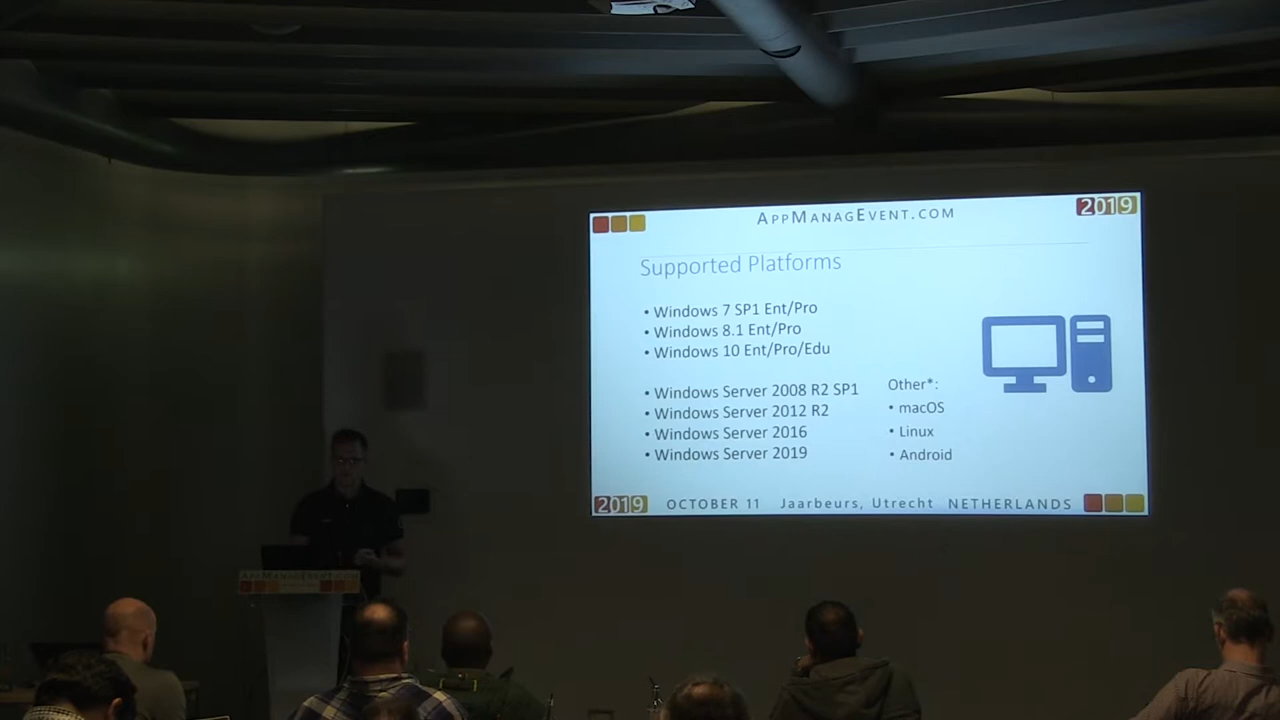 APPMANAGEVENT.COM
2019
Supported Platforms
• Windows 7 SP1 Ent/Pro
• Windows 8.1 Ent/Pro
• Windows 10 Ent/Pro/Edu
• Windows Server 2008 R2 SP1
• Windows Server 2012 R2
• Windows Server 2016
• Windows Server 2019
Other*:
• macOS
• Linux
• Android
2019 OCTOBER 11 Jaarbeurs, Utrecht NETHERLANDS
APPMANAGEVENT.COM